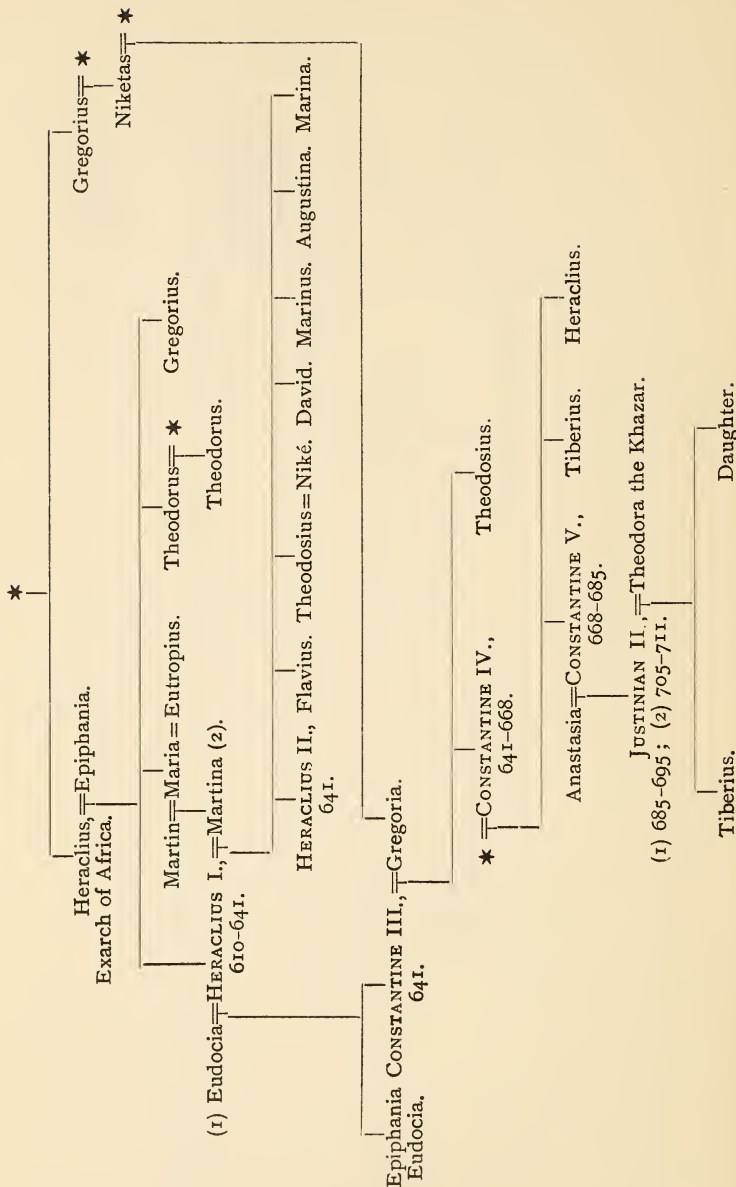 *
Heraclius, = Epiphania.
Exarch of Africa.
Gregorius = *
Niketas = *
Martin = Maria = Eutropius.
Theodorus = *
Gregorius.
Theodorus.
(1) Eudocia = HERACLIUS I., = Martina (2).
610-641.
HERACLIUS II., Flavius. Theodosius = Niké. David. Marinus. Augustina. Marina.
641.
Epiphania CONSTANTINE III., = Gregoria.
Eudocia. 641.
* = CONSTANTINE IV., Theodosius.
641-668.
Anastasia = CONSTANTINE V., Tiberius. Heraclius.
668-685.
JUSTINIAN II., = Theodora the Khazar.
(1) 685-695; (2) 705-711.
Tiberius. Daughter.